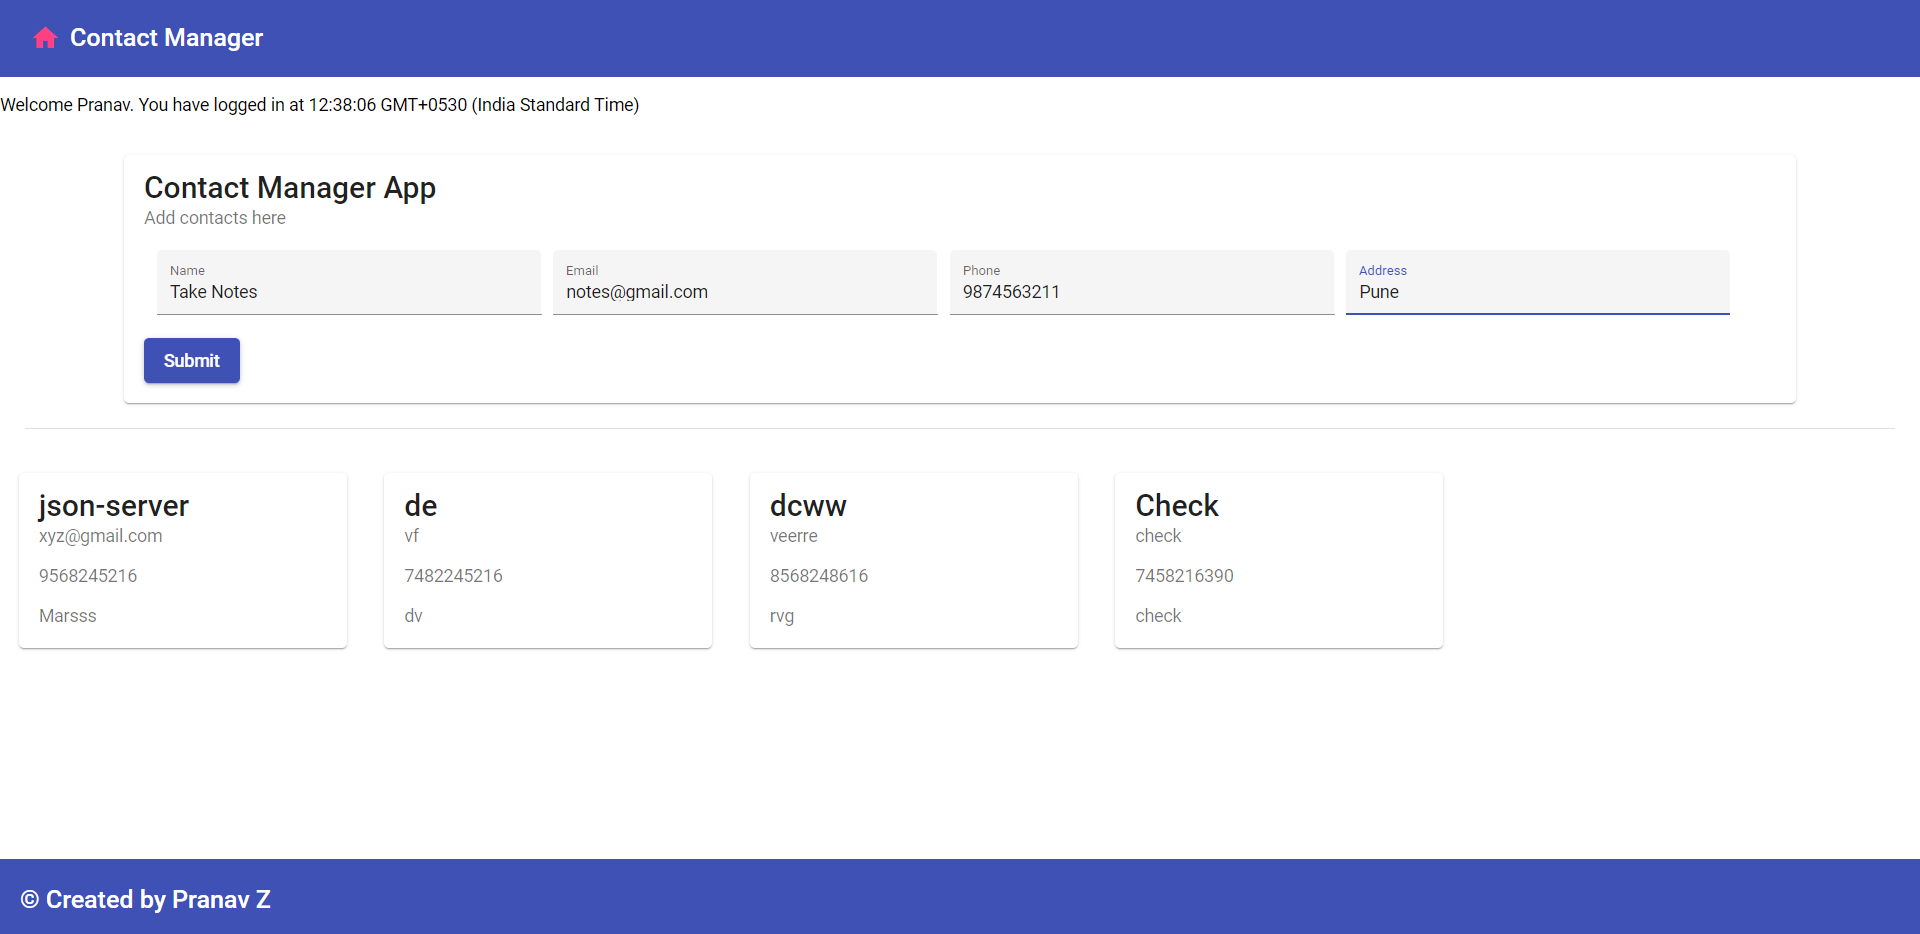 Contact Manager
Welcome Pranav. You have logged in at 12:38:06 GMT+0530 (India Standard Time)
Contact Manager App
Add contacts here
Name
Take Notes
Email
notes@gmail.com
Phone
9874563211
Address
Pune
Submit
json-server
xyz@gmail.com
9568245216
Marsss
de
vf
7482245216
dv
dcww
veerre
8568248616
rvg
Check
check
7458216390
check
© Created by Pranav Z